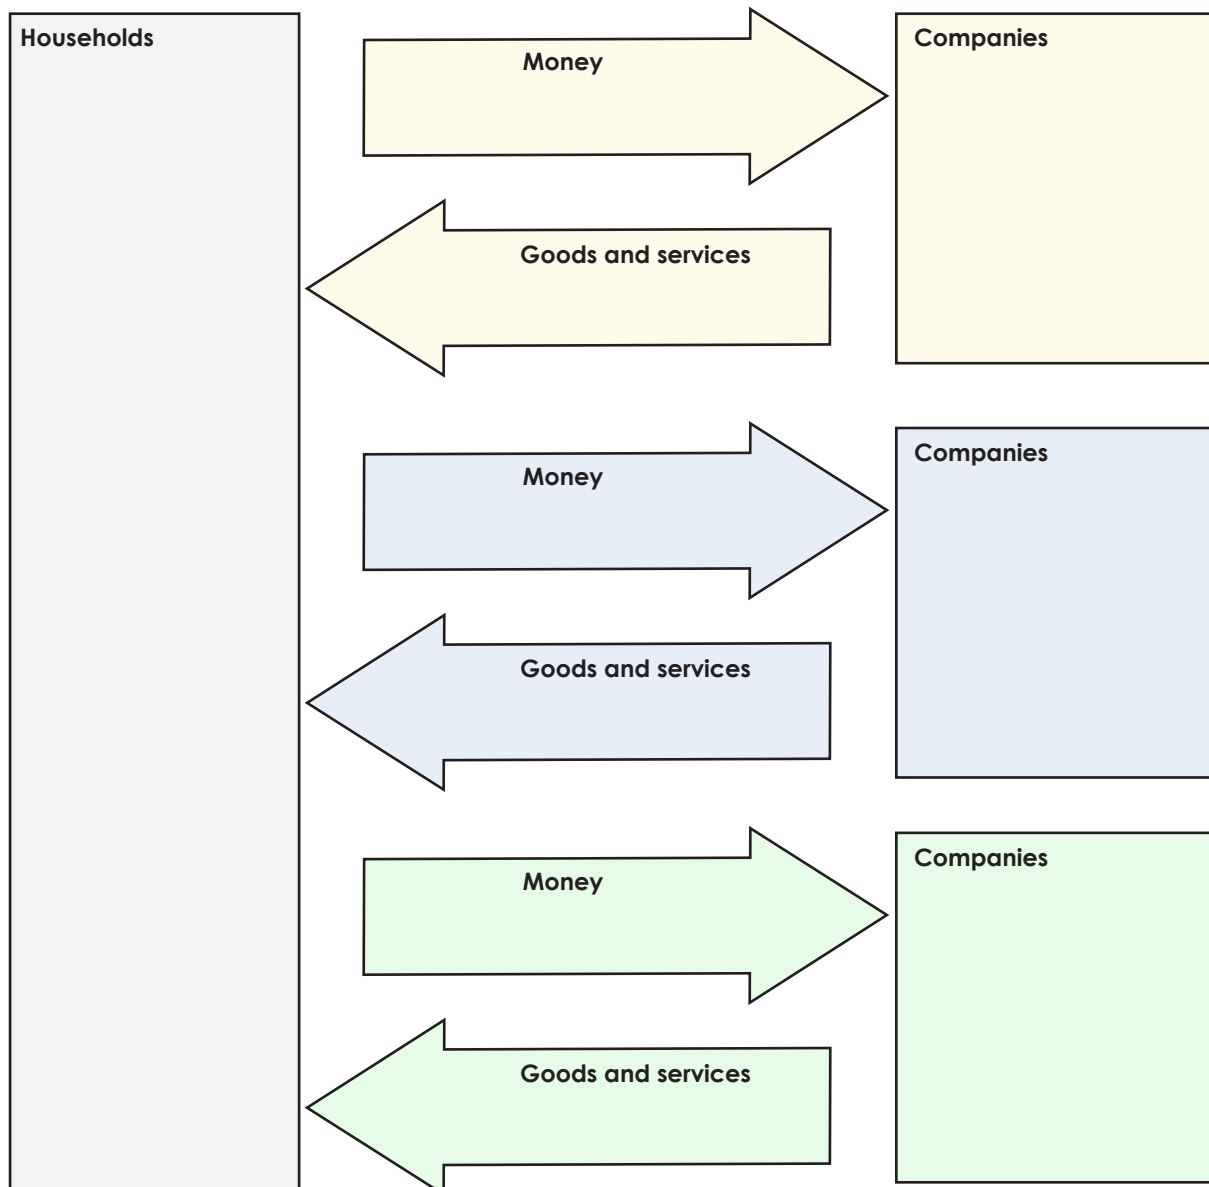 Households
Money
Companies
Goods and services
Money
Companies
Goods and services
Money
Companies
Goods and services